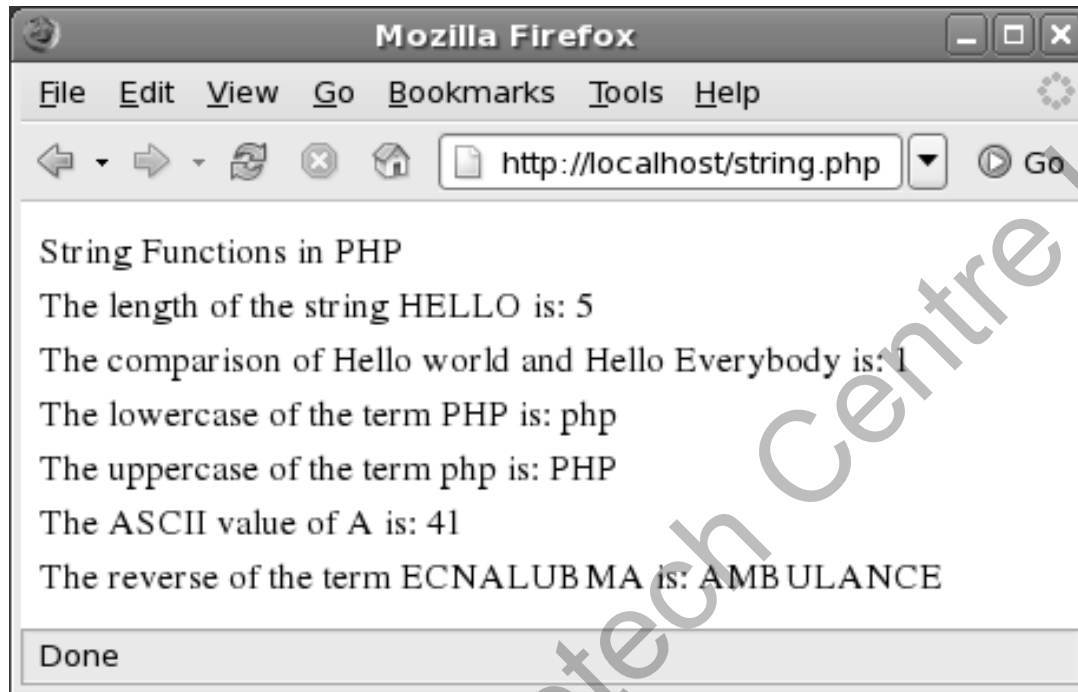 Mozilla Firefox
File Edit View Go Bookmarks Tools Help
http://localhost/string.php Go
String Functions in PHP
The length of the string HELLO is: 5
The comparison of Hello world and Hello Everybody is: 1
The lowercase of the term PHP is: php
The uppercase of the term php is: PHP
The ASCII value of A is: 41
The reverse of the term ECNALUBMA is: AMBULANCE
Done
Centre